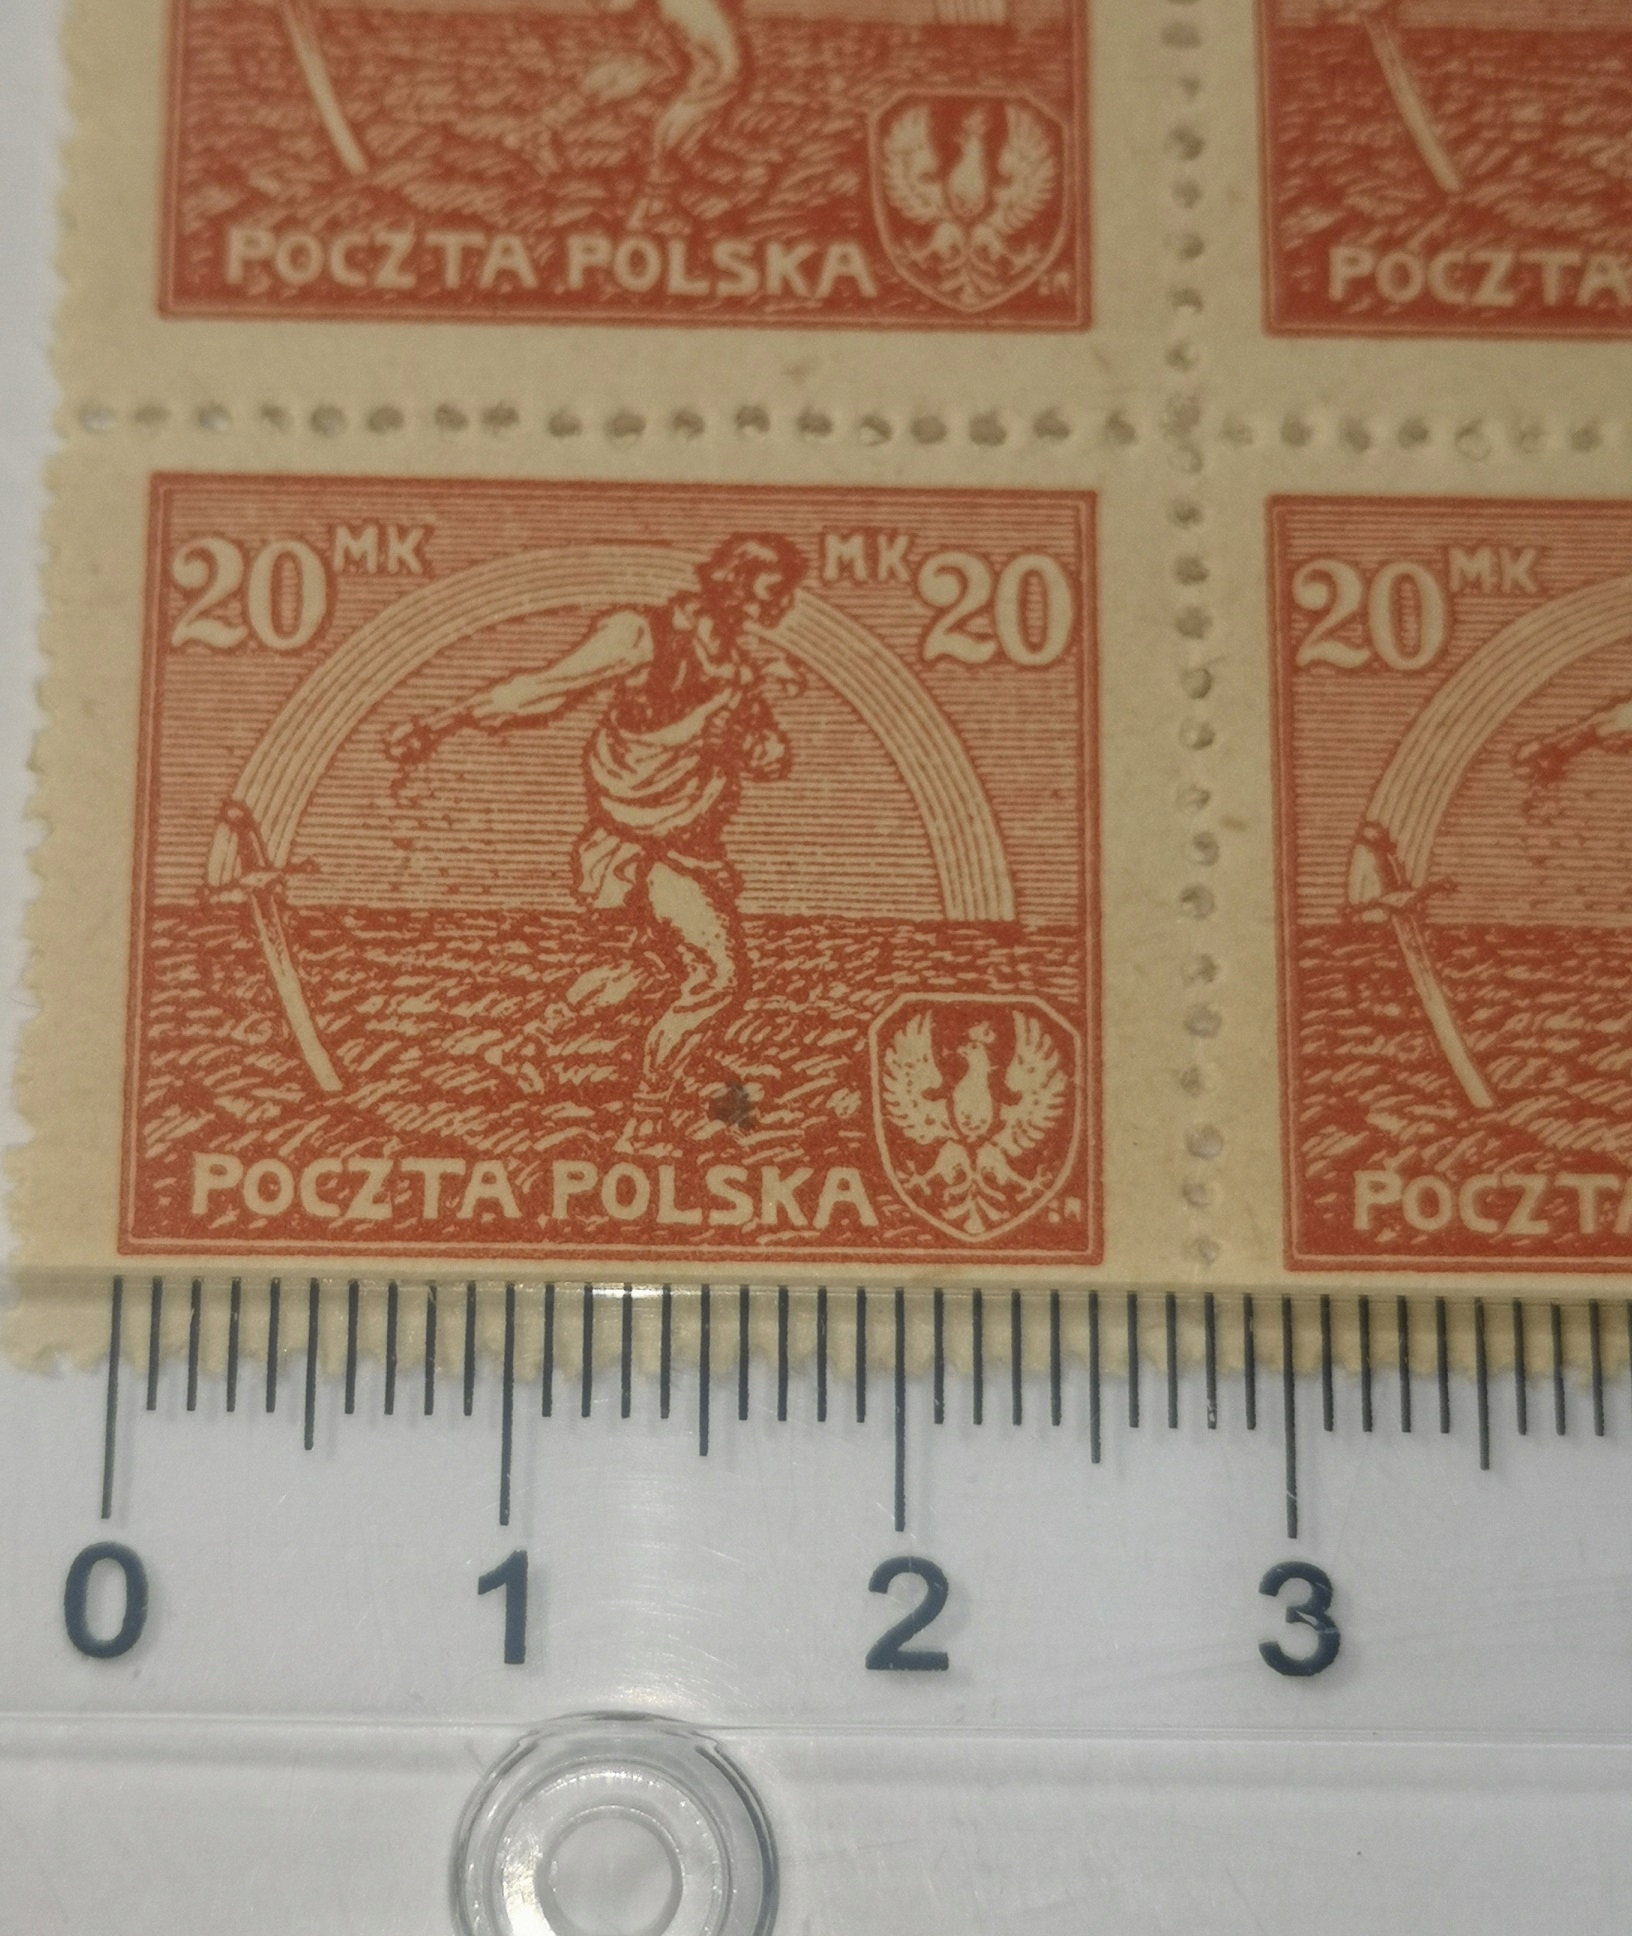 POCZTA POLSKA
POCZTA
20 MK MK 20
20 MK
POCZTA POLSKA
POCZTA
0 1 2 3